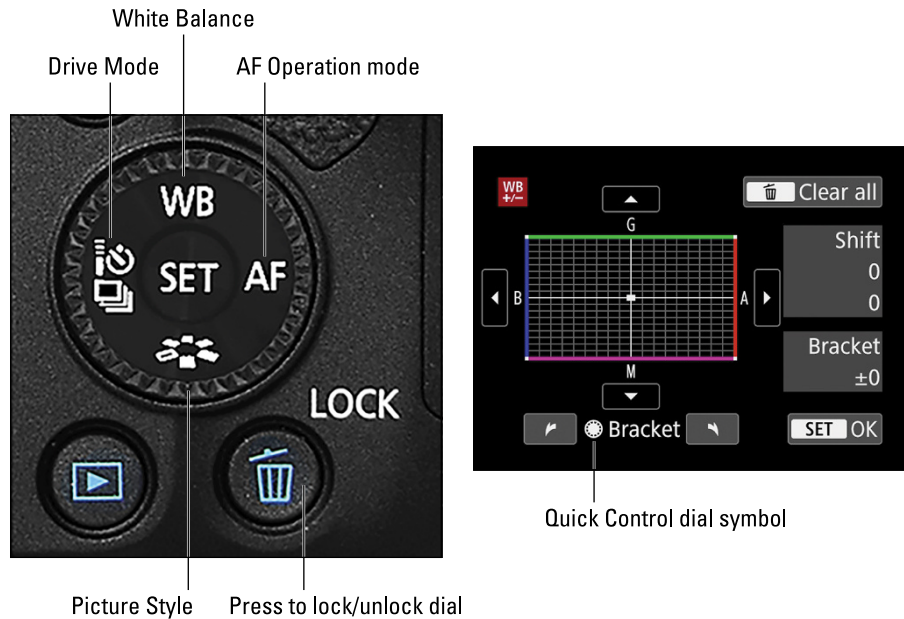 White Balance
Drive Mode
AF Operation mode
WB
SET
AF
LOCK
Picture Style
Press to lock/unlock dial
WB
+/−
Clear all
G
B
A
M
Shift
0
0
Bracket
±0
Bracket
SET OK
Quick Control dial symbol